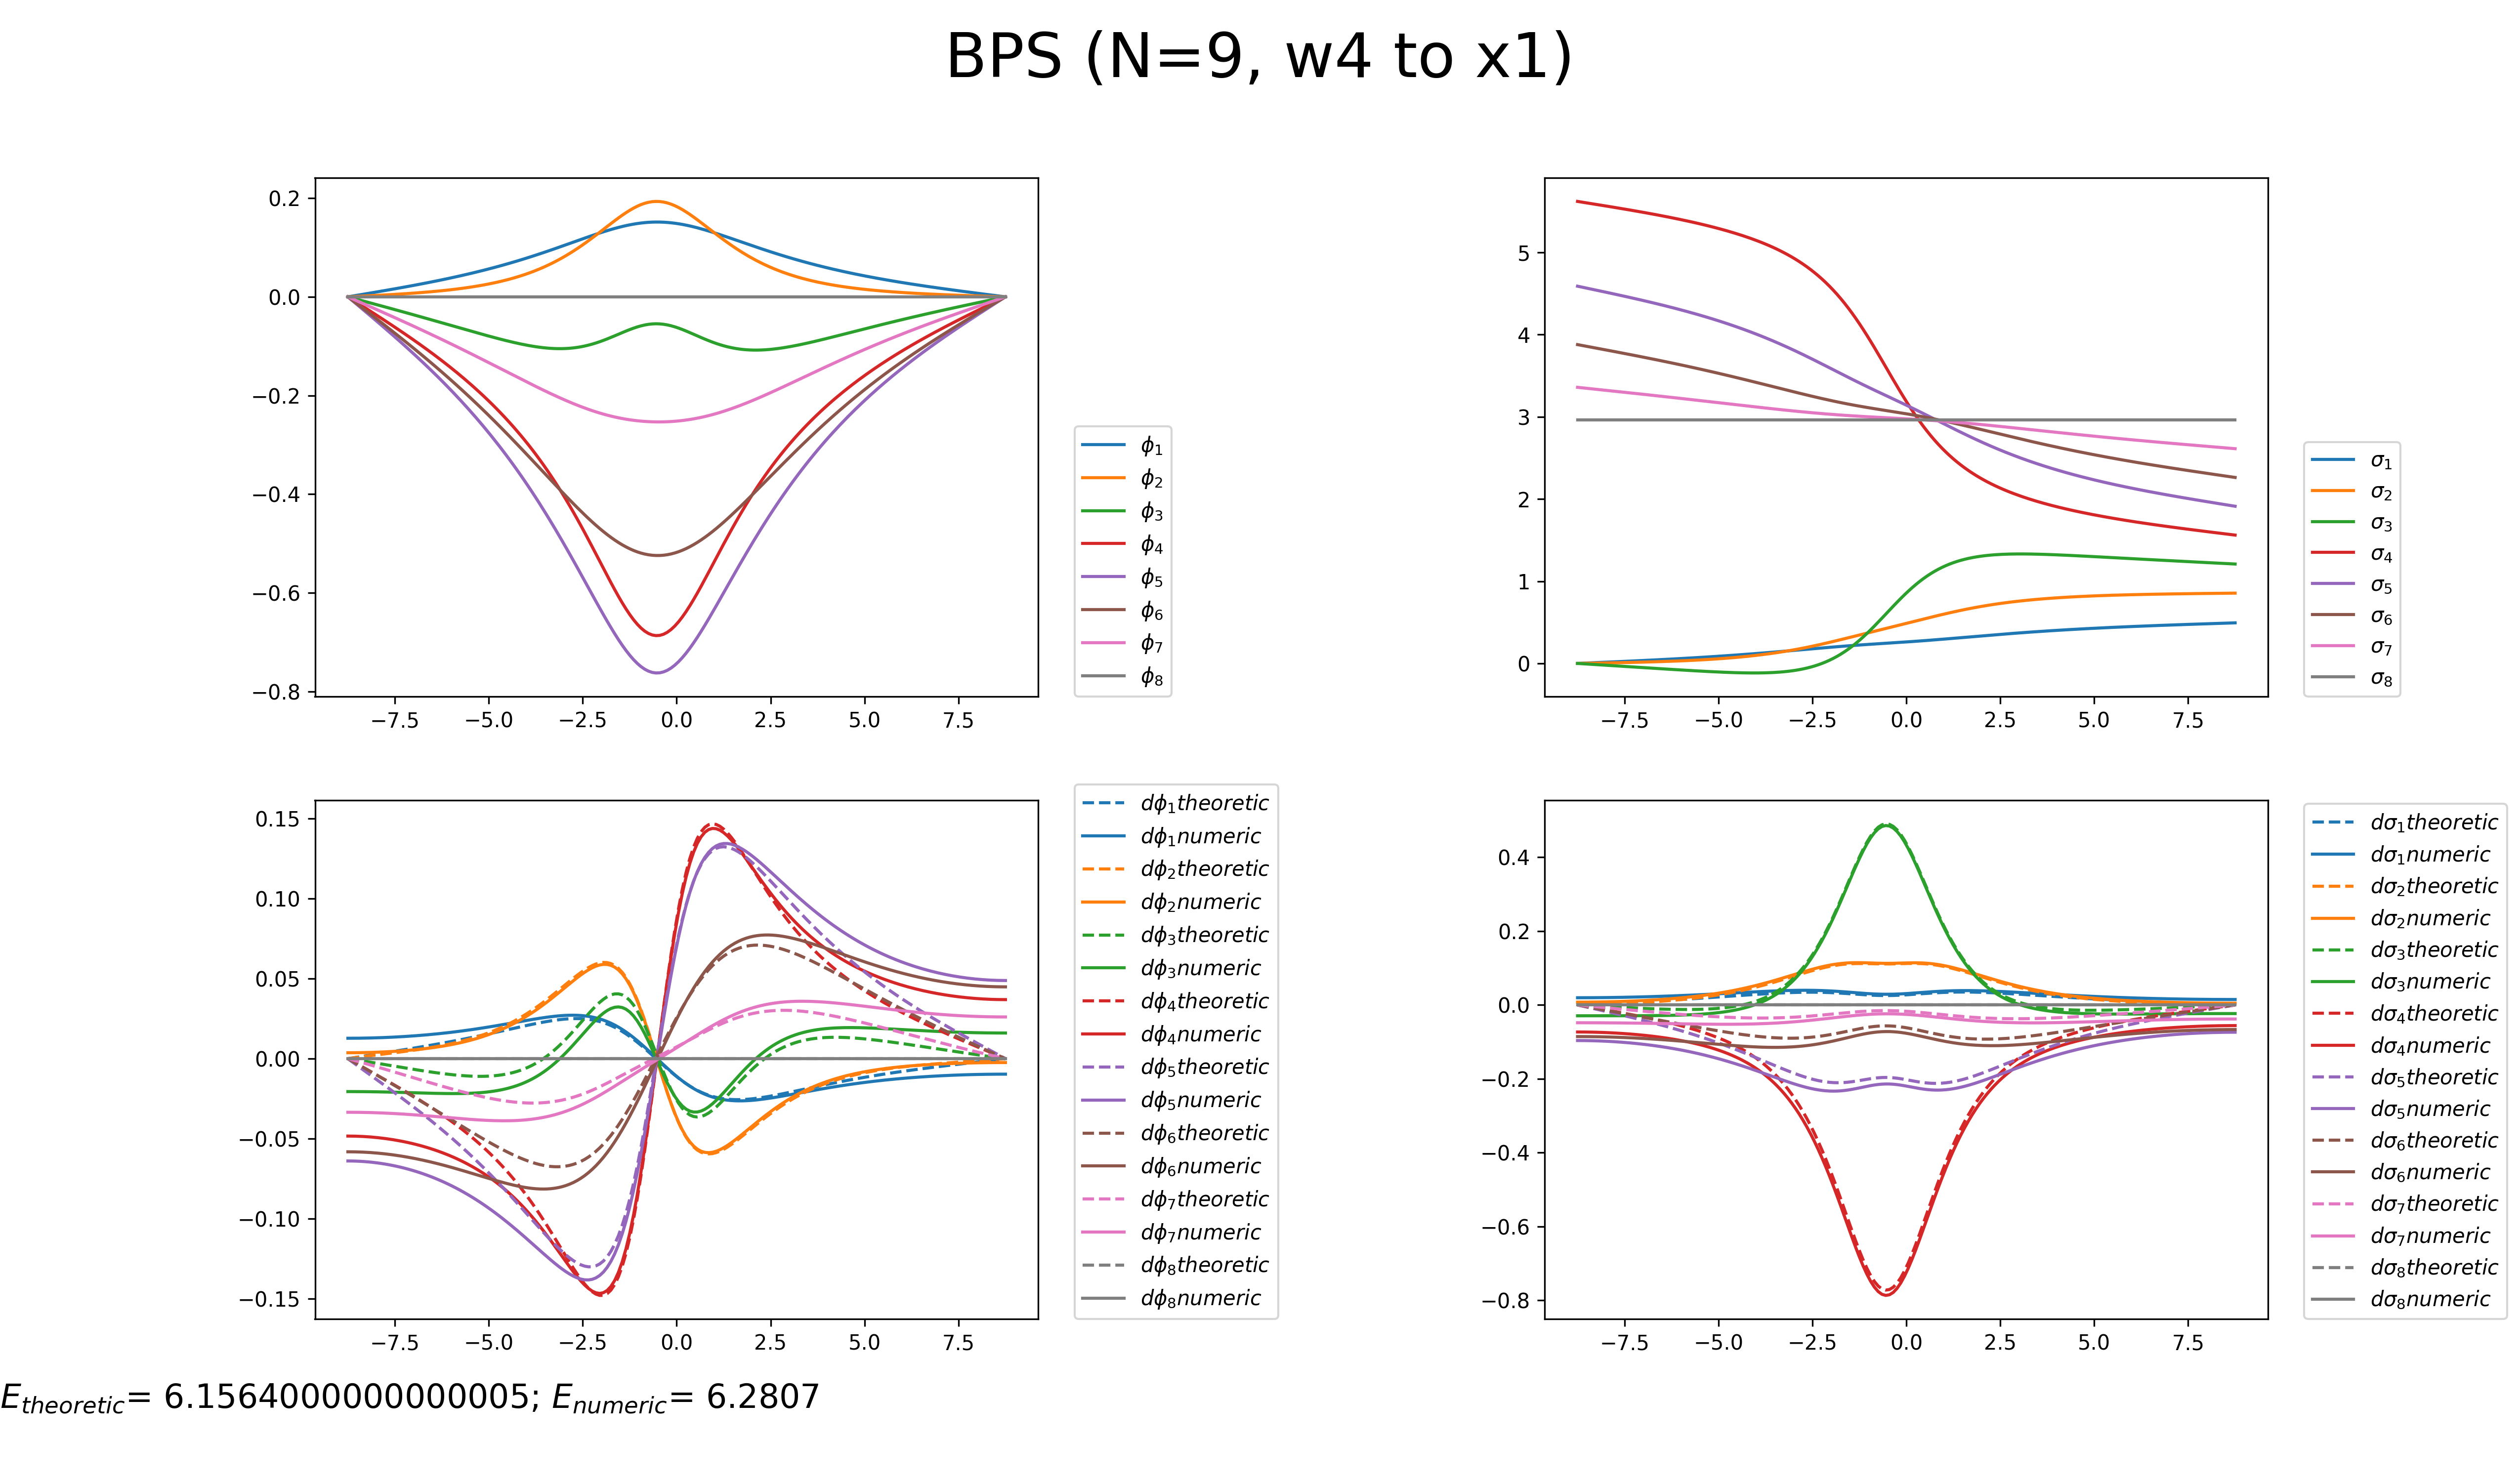 BPS (N=9, w4 to x1)
0.2
0.0
−0.2
−0.4
−0.6
−0.8
−7.5 −5.0 −2.5 0.0 2.5 5.0 7.5
ϕ₁
ϕ₂
ϕ₃
ϕ₄
ϕ₅
ϕ₆
ϕ₇
ϕ₈
5
4
3
2
1
0
−7.5 −5.0 −2.5 0.0 2.5 5.0 7.5
σ₁
σ₂
σ₃
σ₄
σ₅
σ₆
σ₇
σ₈
0.15
0.10
0.05
0.00
−0.05
−0.10
−0.15
−7.5 −5.0 −2.5 0.0 2.5 5.0 7.5
dϕ₁theoretic
dϕ₁numeric
dϕ₂theoretic
dϕ₂numeric
dϕ₃theoretic
dϕ₃numeric
dϕ₄theoretic
dϕ₄numeric
dϕ₅theoretic
dϕ₅numeric
dϕ₆theoretic
dϕ₆numeric
dϕ₇theoretic
dϕ₇numeric
dϕ₈theoretic
dϕ₈numeric
0.4
0.2
0.0
−0.2
−0.4
−0.6
−0.8
−7.5 −5.0 −2.5 0.0 2.5 5.0 7.5
dσ₁theoretic
dσ₁numeric
dσ₂theoretic
dσ₂numeric
dσ₃theoretic
dσ₃numeric
dσ₄theoretic
dσ₄numeric
dσ₅theoretic
dσ₅numeric
dσ₆theoretic
dσ₆numeric
dσ₇theoretic
dσ₇numeric
dσ₈theoretic
dσ₈numeric
E_theoretic= 6.1564000000000005; E_numeric= 6.2807